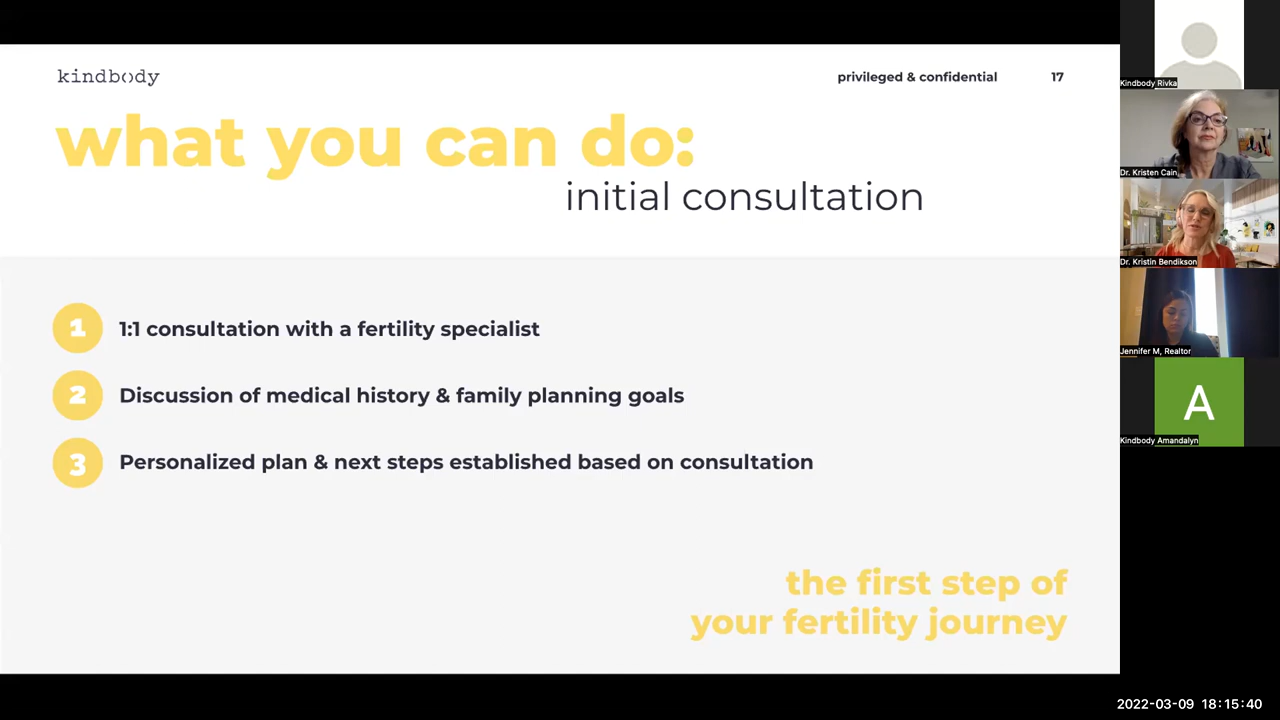 kindbody
privileged & confidential
17
what you can do:
initial consultation
1
1:1 consultation with a fertility specialist
2
Discussion of medical history & family planning goals
3
Personalized plan & next steps established based on consultation
the first step of
your fertility journey
Kindbody Rivka
Dr. Kristen Cain
Dr. Kristin Bendikson
Jennifer M, Realtor
A
Kindbody Amandalyn
2022-03-09 18:15:40